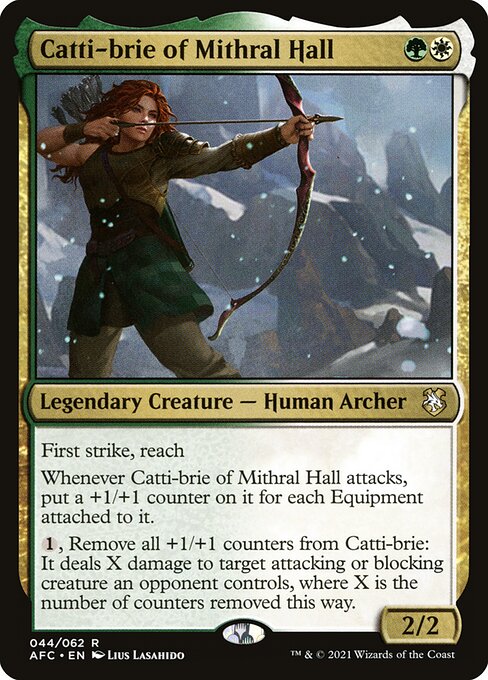 Catti-brie of Mithral Hall
Legendary Creature — Human Archer
First strike, reach
Whenever Catti-brie of Mithral Hall attacks,
put a +1/+1 counter on it for each Equipment
attached to it.
1, Remove all +1/+1 counters from Catti-brie:
It deals X damage to target attacking or blocking
creature an opponent controls, where X is the
number of counters removed this way.
2/2
044/062 R
AFC • EN Lius Lasahido
™ & © 2021 Wizards of the Coast